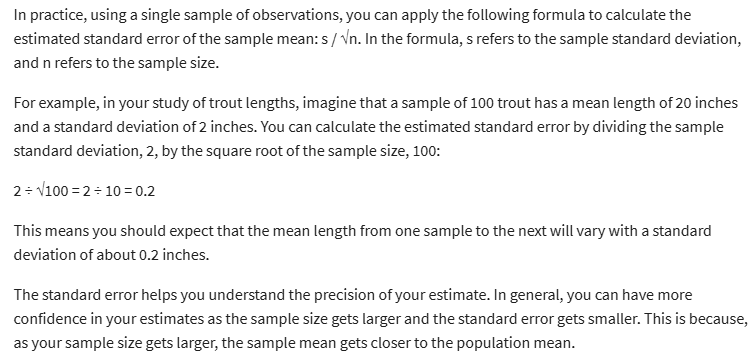 In practice, using a single sample of observations, you can apply the following formula to calculate the
estimated standard error of the sample mean: s / √n. In the formula, s refers to the sample standard deviation,
and n refers to the sample size.
For example, in your study of trout lengths, imagine that a sample of 100 trout has a mean length of 20 inches
and a standard deviation of 2 inches. You can calculate the estimated standard error by dividing the sample
standard deviation, 2, by the square root of the sample size, 100:
2 ÷ √100 = 2 ÷ 10 = 0.2
This means you should expect that the mean length from one sample to the next will vary with a standard
deviation of about 0.2 inches.
The standard error helps you understand the precision of your estimate. In general, you can have more
confidence in your estimates as the sample size gets larger and the standard error gets smaller. This is because,
as your sample size gets larger, the sample mean gets closer to the population mean.